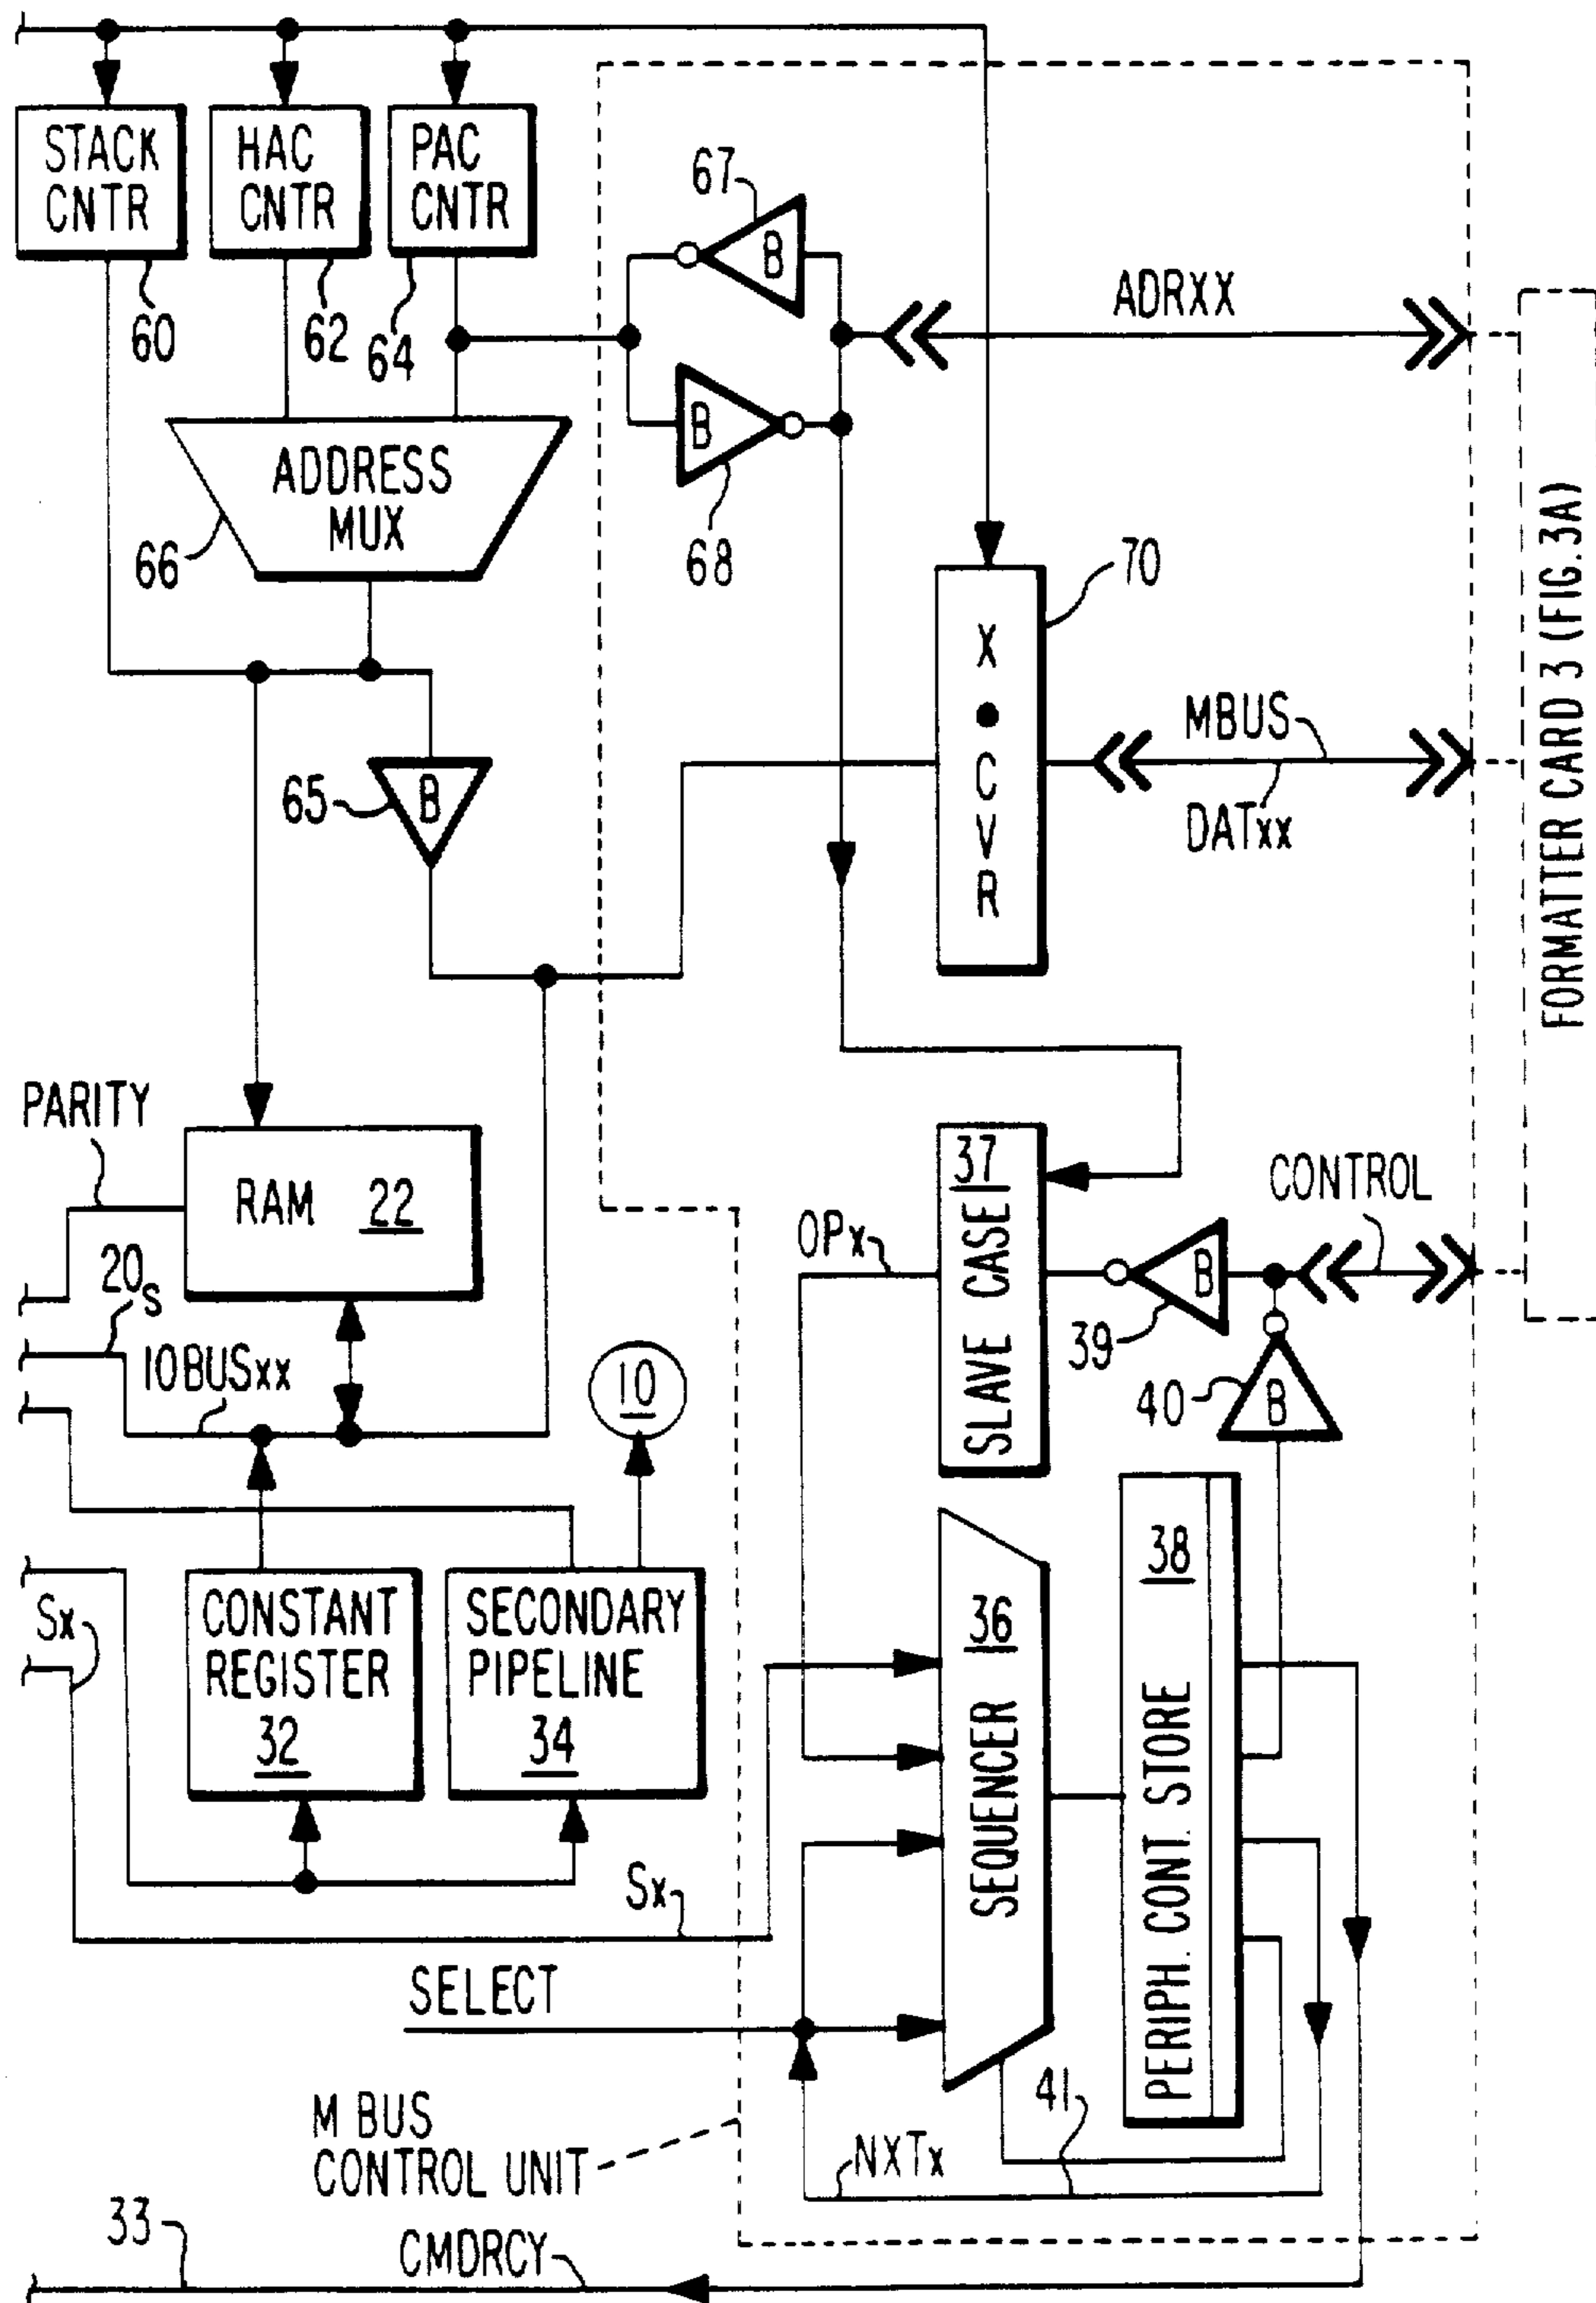 STACK
CNTR
HAC
CNTR
PAC
CNTR
60
62
64
67
B
ADRXX
B
68
ADDRESS
MUX
66
70
X
•
C
V
R
MBUS
DATxx
FORMATTER CARD 3 (FIG.3A)
65
B
PARITY
RAM 22
20s
IOBUSxx
10
37
SLAVE CASE
OPx
CONTROL
B
39
40
B
Sx
CONSTANT
REGISTER
32
SECONDARY
PIPELINE
34
36
SEQUENCER
38
PERIPH. CONT. STORE
Sx
SELECT
M BUS
CONTROL UNIT
41
NXTx
33
CMDRCY